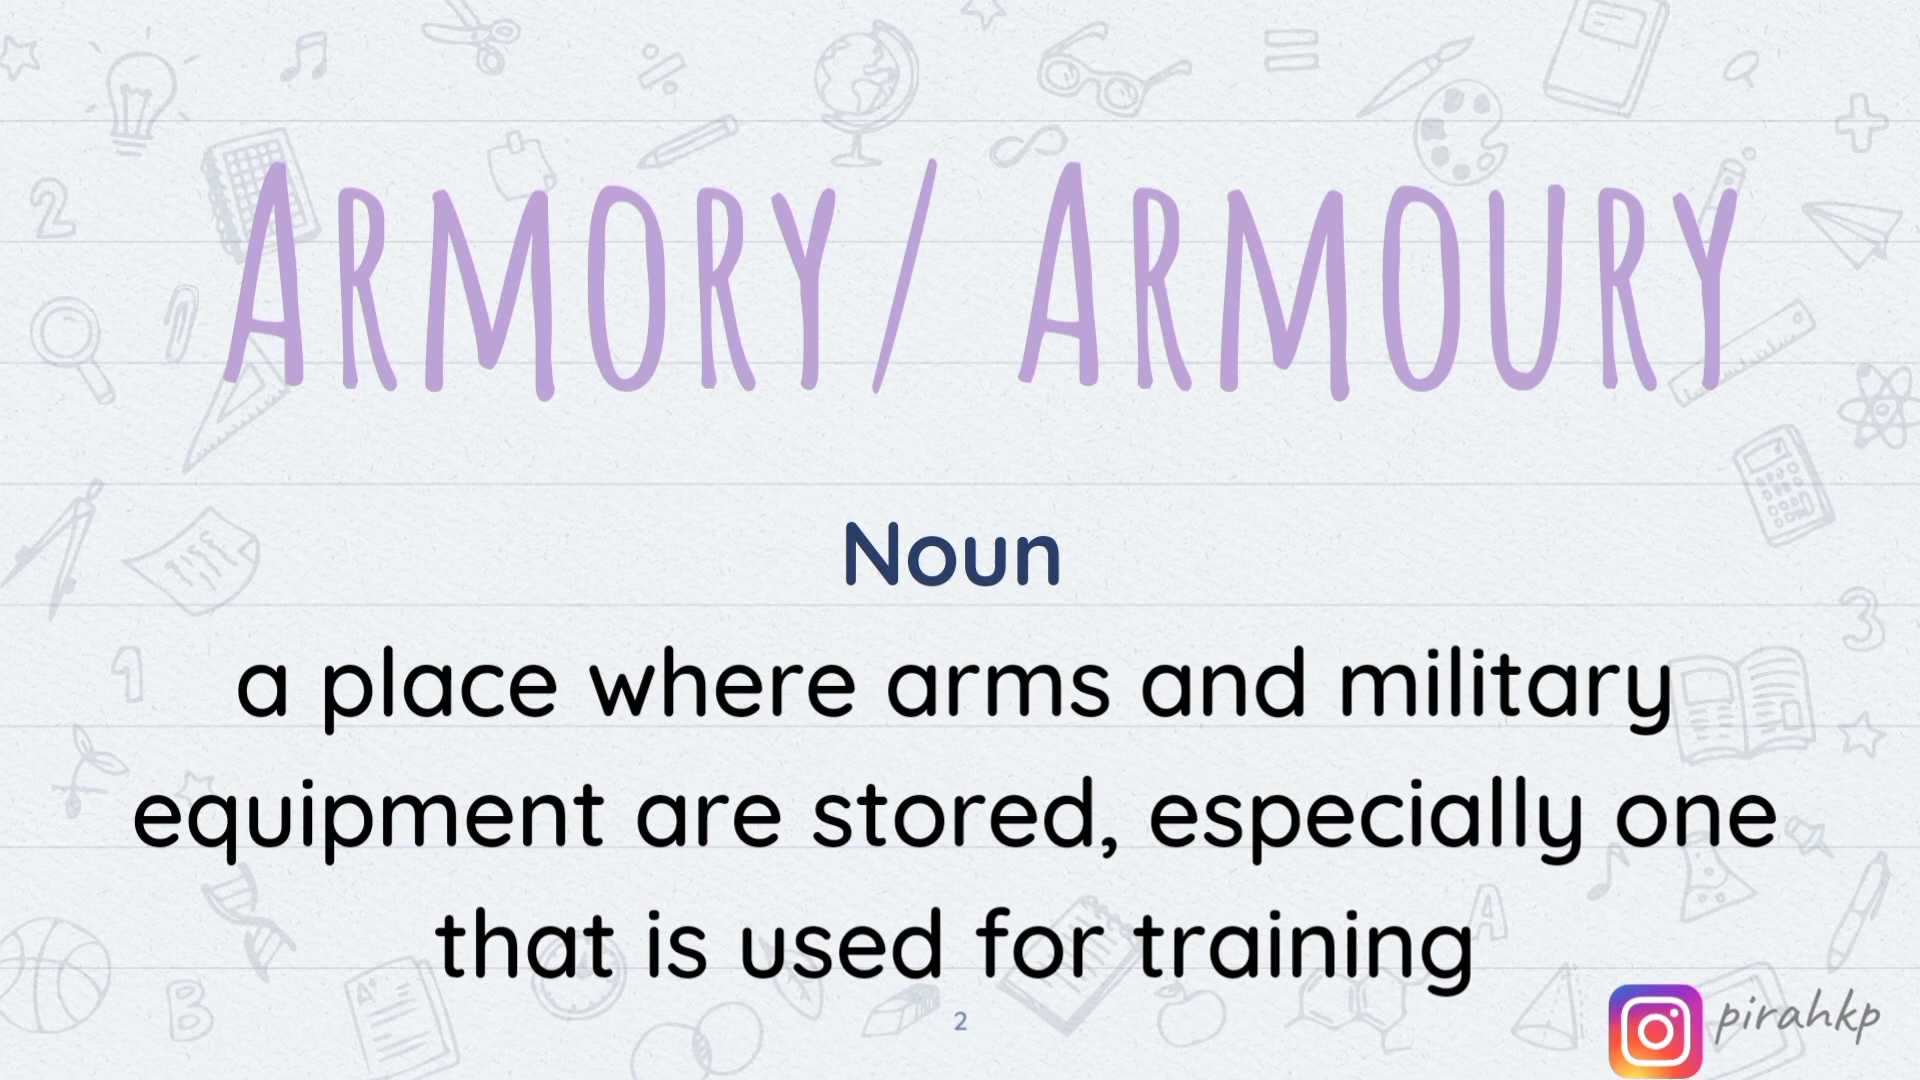 Armory/ Armoury
Noun
a place where arms and military
equipment are stored, especially one
that is used for training
2
pirahkp